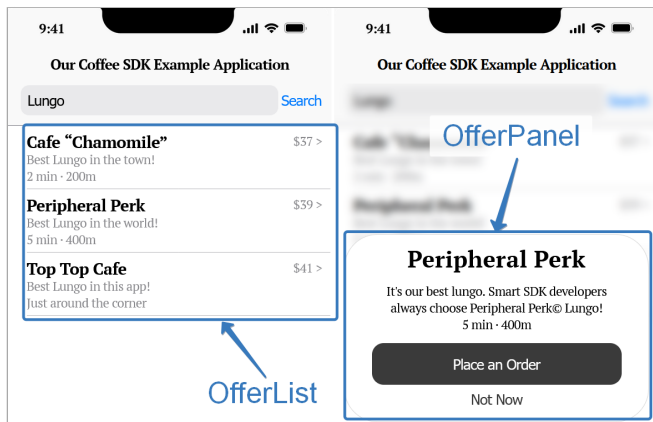 9:41
Our Coffee SDK Example Application
Lungo
Search
Cafe “Chamomile”
$37 >
Best Lungo in the town!
2 min · 200m
Peripheral Perk
$39 >
Best Lungo in the world!
5 min · 400m
Top Top Cafe
$41 >
Best Lungo in this app!
Just around the corner
OfferList
9:41
Our Coffee SDK Example Application
OfferPanel
Peripheral Perk
It's our best lungo. Smart SDK developers
always choose Peripheral Perk© Lungo!
5 min · 400m
Place an Order
Not Now